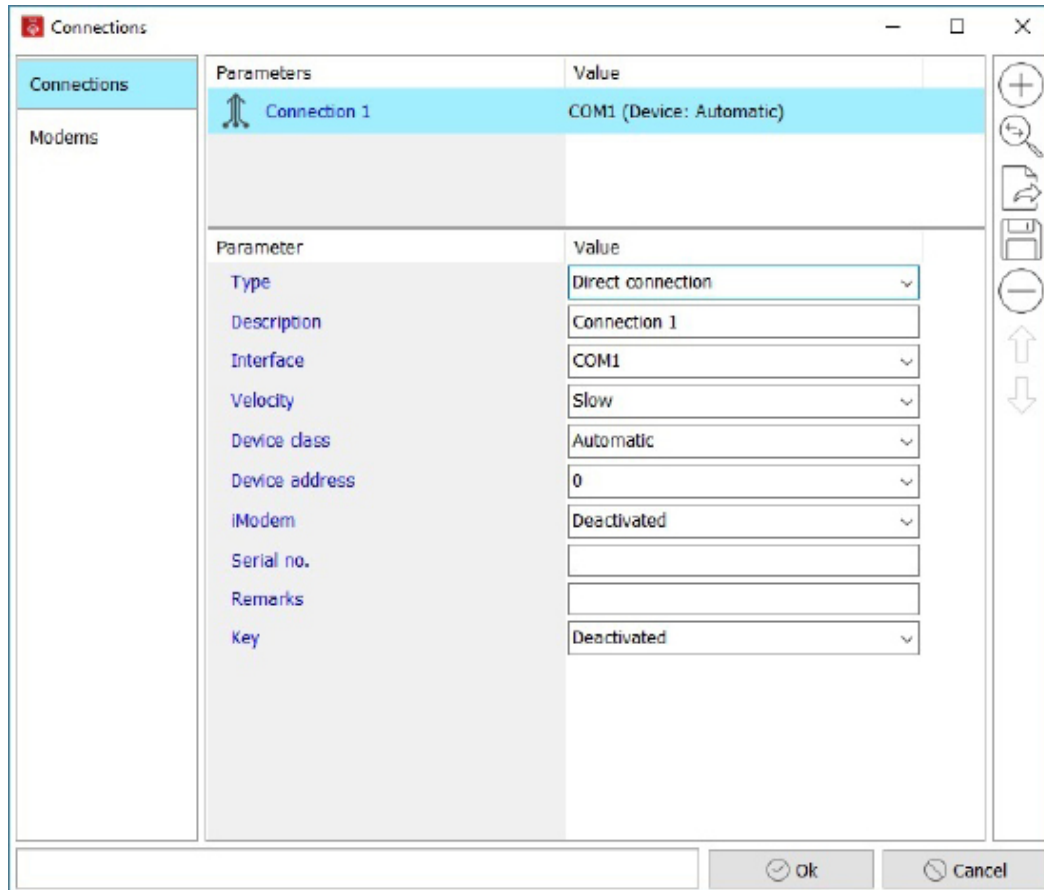 Connections
Connections
Modems
Parameters Value
Connection 1 COM1 (Device: Automatic)
Parameter Value
Type Direct connection
Description Connection 1
Interface COM1
Velocity Slow
Device class Automatic
Device address 0
iModem Deactivated
Serial no.
Remarks
Key Deactivated
Ok Cancel